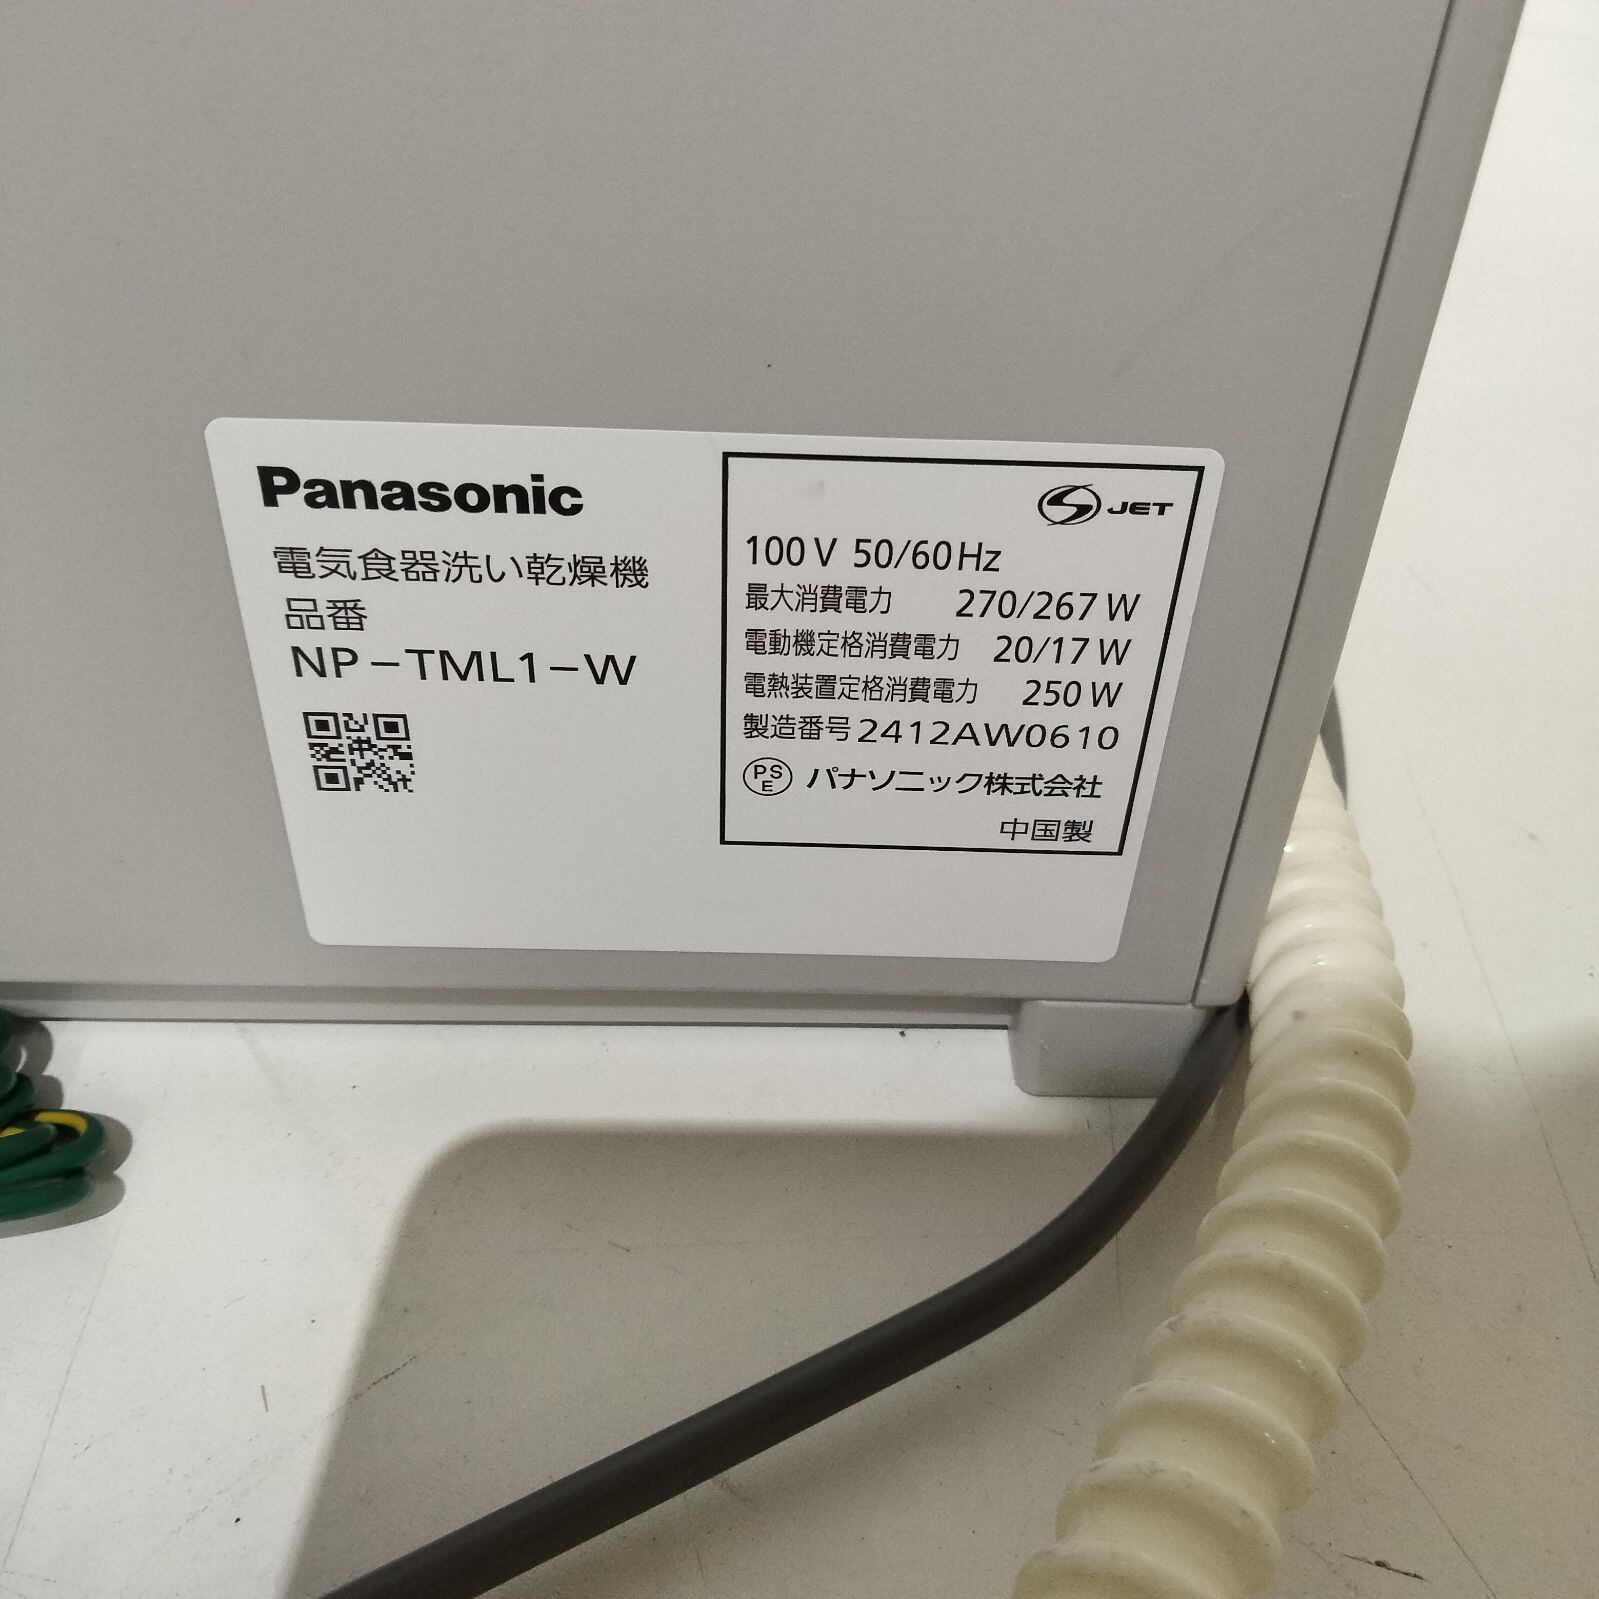 Panasonic
電気食器洗い乾燥機
品番
NP-TML1-W
JET
100V 50/60Hz
最大消費電力 270/267 W
電動機定格消費電力 20/17 W
電熱装置定格消費電力 250 W
製造番号 2412AW0610
PSE パナソニック株式会社
中国製